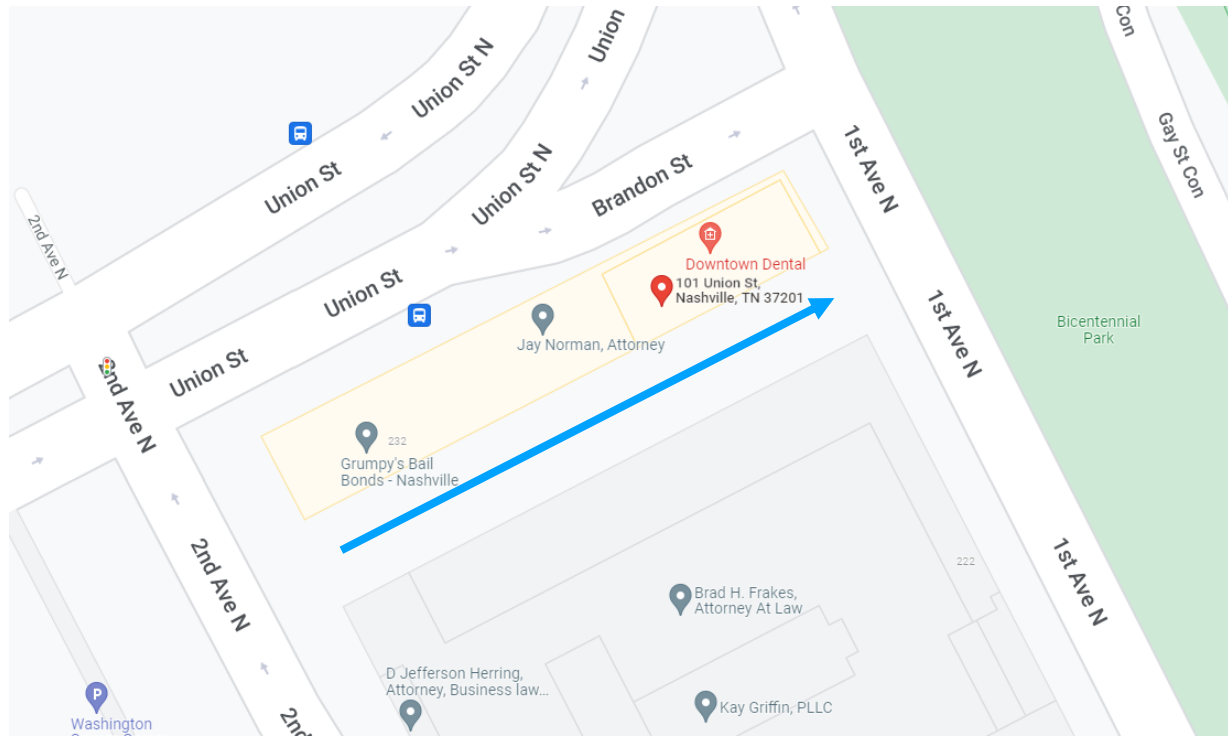 Union St N
Union
Con
Union St
Union St N
Brandon St
1st Ave N
Gay St Con
2nd Ave N
Downtown Dental
101 Union St,
Nashville, TN 37201
Union St
Jay Norman, Attorney
1st Ave N
Bicentennial
Park
Union St
2nd Ave N
232
Grumpy's Bail
Bonds - Nashville
2nd Ave N
222
1st Ave N
Brad H. Frakes,
Attorney At Law
D Jefferson Herring,
Attorney, Business law...
Kay Griffin, PLLC
P
Washington
2nd